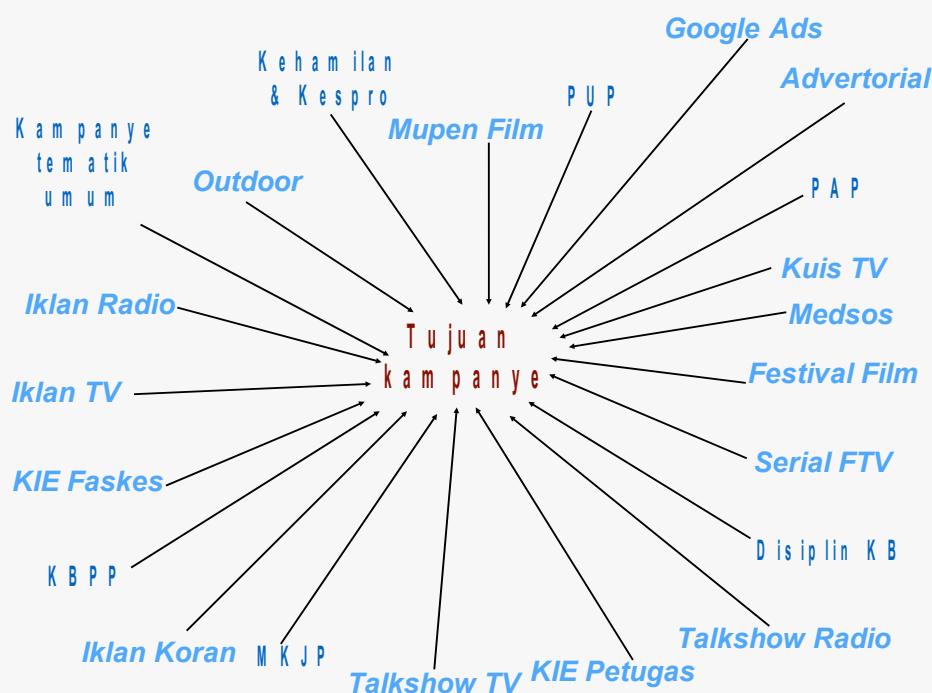 Google Ads
Kehamilan
& Kespro
Advertorial
PUP
Mupen Film
Kampanye
tematik
umum
Outdoor
PAP
Kuis TV
Iklan Radio
Medsos
Tujuan
kampanye
Festival Film
Iklan TV
Serial FTV
KIE Faskes
Disiplin KB
KBPP
Talkshow Radio
Iklan Koran
MKJP
KIE Petugas
Talkshow TV